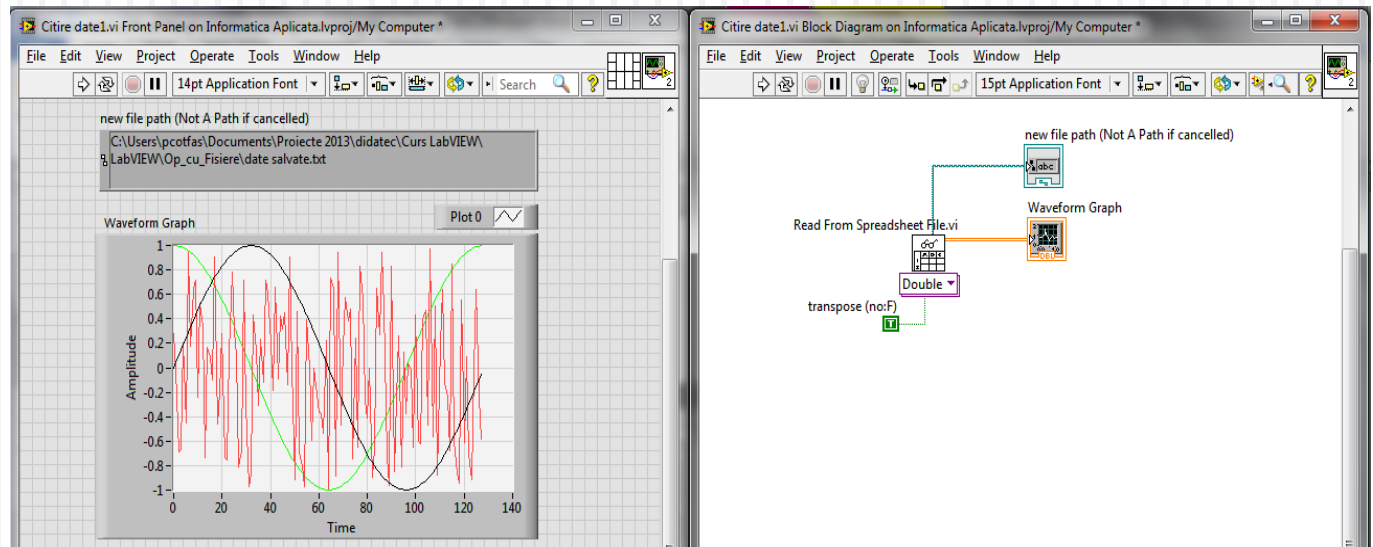 Citire date1.vi Front Panel on Informatica Aplicata.lvproj/My Computer *
File Edit View Project Operate Tools Window Help
14pt Application Font
Search
2
new file path (Not A Path if cancelled)
C:\Users\pcotfas\Documents\Proiecte 2013\didatec\Curs LabVIEW\
LabVIEW\Op_cu_Fisiere\date salvate.txt
Waveform Graph
Plot 0
Amplitude
1
0.8
0.6
0.4
0.2
0
-0.2
-0.4
-0.6
-0.8
-1
0 20 40 60 80 100 120 140
Time
Citire date1.vi Block Diagram on Informatica Aplicata.lvproj/My Computer *
File Edit View Project Operate Tools Window Help
15pt Application Font
2
new file path (Not A Path if cancelled)
abc
Waveform Graph
DBL
Read From Spreadsheet File.vi
Double
transpose (no:F)
T